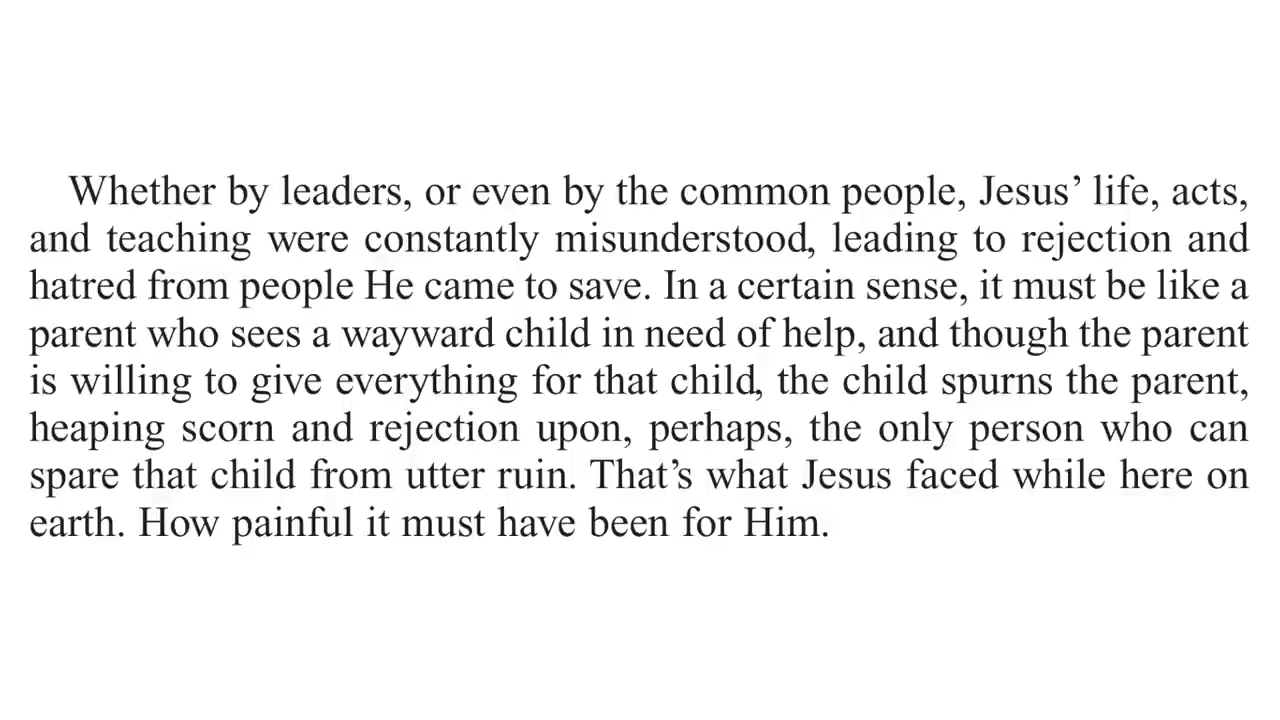 Whether by leaders, or even by the common people, Jesus’ life, acts,
and teaching were constantly misunderstood, leading to rejection and
hatred from people He came to save. In a certain sense, it must be like a
parent who sees a wayward child in need of help, and though the parent
is willing to give everything for that child, the child spurns the parent,
heaping scorn and rejection upon, perhaps, the only person who can
spare that child from utter ruin. That’s what Jesus faced while here on
earth. How painful it must have been for Him.